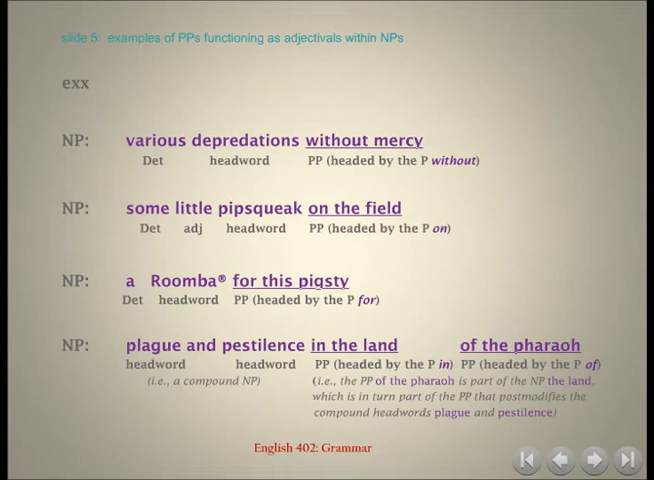 slide 5: examples of PPs functioning as adjectivals within NPs
exx
NP: various depredations without mercy
Det headword PP (headed by the P without)
NP: some little pipsqueak on the field
Det adj headword PP (headed by the P on)
NP: a Roomba® for this pigsty
Det headword PP (headed by the P for)
NP: plague and pestilence in the land of the pharaoh
headword headword PP (headed by the P in) PP (headed by the P of)
(i.e., a compound NP) (i.e., the PP of the pharaoh is part of the NP the land,
which is in turn part of the PP that postmodifies the
compound headwords plague and pestilence)
English 402: Grammar